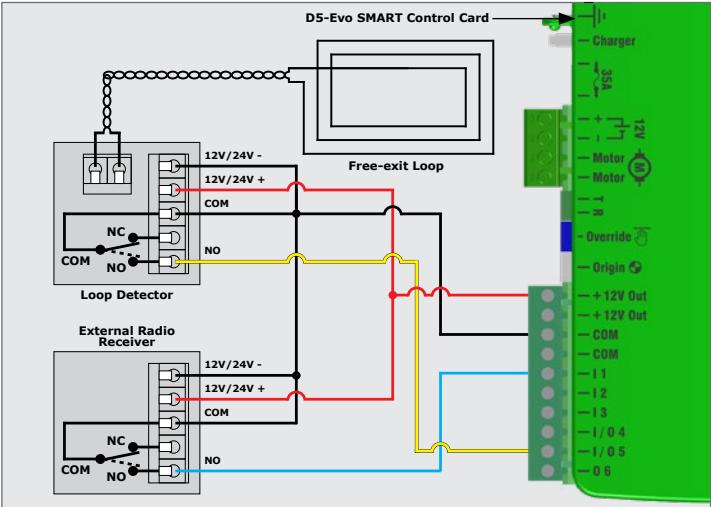 D5-Evo SMART Control Card
Charger
35A
+
-
12V
Motor
Motor
M
T
R
Override
Origin
+ 12V Out
+ 12V Out
COM
COM
I 1
I 2
I 3
I / O 4
I / O 5
O 6
Free-exit Loop
12V/24V -
12V/24V +
COM
NC
COM
NO
NO
Loop Detector
External Radio
Receiver
12V/24V -
12V/24V +
COM
NC
COM
NO
NO